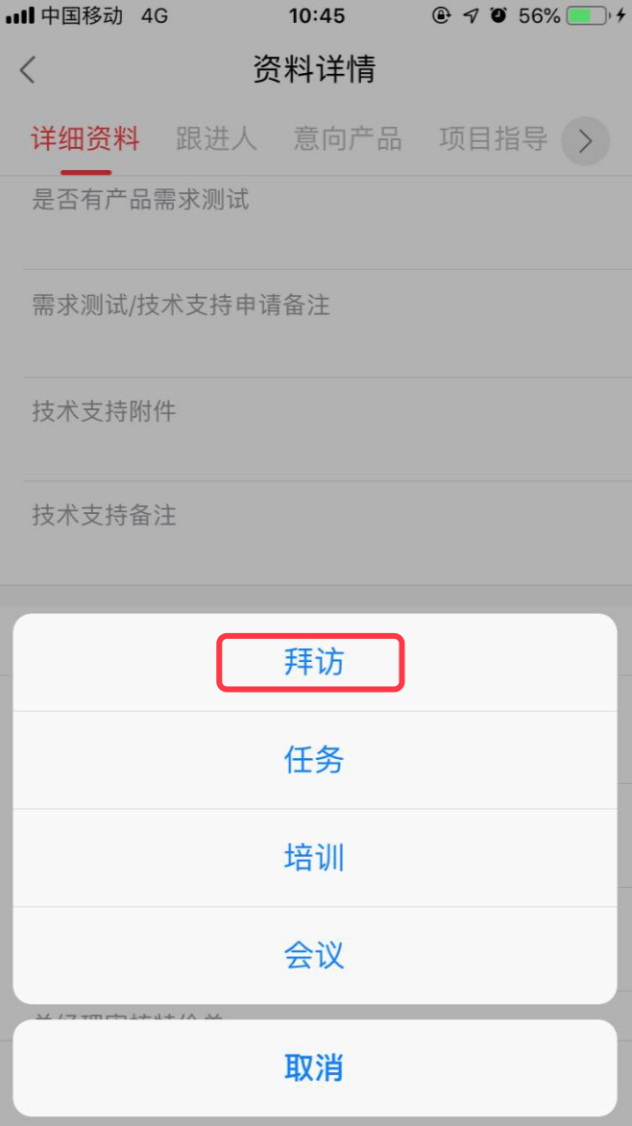 中国移动 4G 10:45 56%
资料详情
详细资料 跟进人 意向产品 项目指导
是否有产品需求测试
需求测试/技术支持申请备注
技术支持附件
技术支持备注
拜访
任务
培训
会议
取消